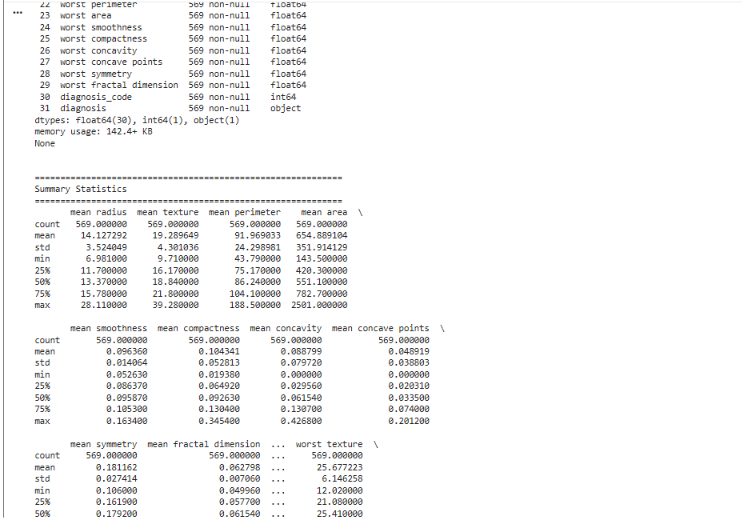 ...
22 worst perimeter 569 non-null float64
23 worst area 569 non-null float64
24 worst smoothness 569 non-null float64
25 worst compactness 569 non-null float64
26 worst concavity 569 non-null float64
27 worst concave points 569 non-null float64
28 worst symmetry 569 non-null float64
29 worst fractal dimension 569 non-null float64
30 diagnosis_code 569 non-null int64
31 diagnosis 569 non-null object
dtypes: float64(30), int64(1), object(1)
memory usage: 142.4+ KB
None
============================================================
Summary Statistics
============================================================
mean radius mean texture mean perimeter mean area \
count 569.000000 569.000000 569.000000 569.000000
mean 14.127292 19.289649 91.969033 654.889104
std 3.524049 4.301036 24.298981 351.914129
min 6.981000 9.710000 43.790000 143.500000
25% 11.700000 16.170000 75.170000 420.300000
50% 13.370000 18.840000 86.240000 551.100000
75% 15.780000 21.800000 104.100000 782.700000
max 28.110000 39.280000 188.500000 2501.000000
mean smoothness mean compactness mean concavity mean concave points \
count 569.000000 569.000000 569.000000 569.000000
mean 0.096360 0.104341 0.088799 0.048919
std 0.014064 0.052813 0.079720 0.038803
min 0.052630 0.019380 0.000000 0.000000
25% 0.086370 0.064920 0.029560 0.020310
50% 0.095870 0.092630 0.061540 0.033500
75% 0.105300 0.130400 0.130700 0.074000
max 0.163400 0.345400 0.426800 0.201200
mean symmetry mean fractal dimension ... worst texture \
count 569.000000 569.000000 ... 569.000000
mean 0.181162 0.062798 ... 25.677223
std 0.027414 0.007060 ... 6.146258
min 0.106000 0.049960 ... 12.020000
25% 0.161900 0.057700 ... 21.080000
50% 0.179200 0.061540 ... 25.410000